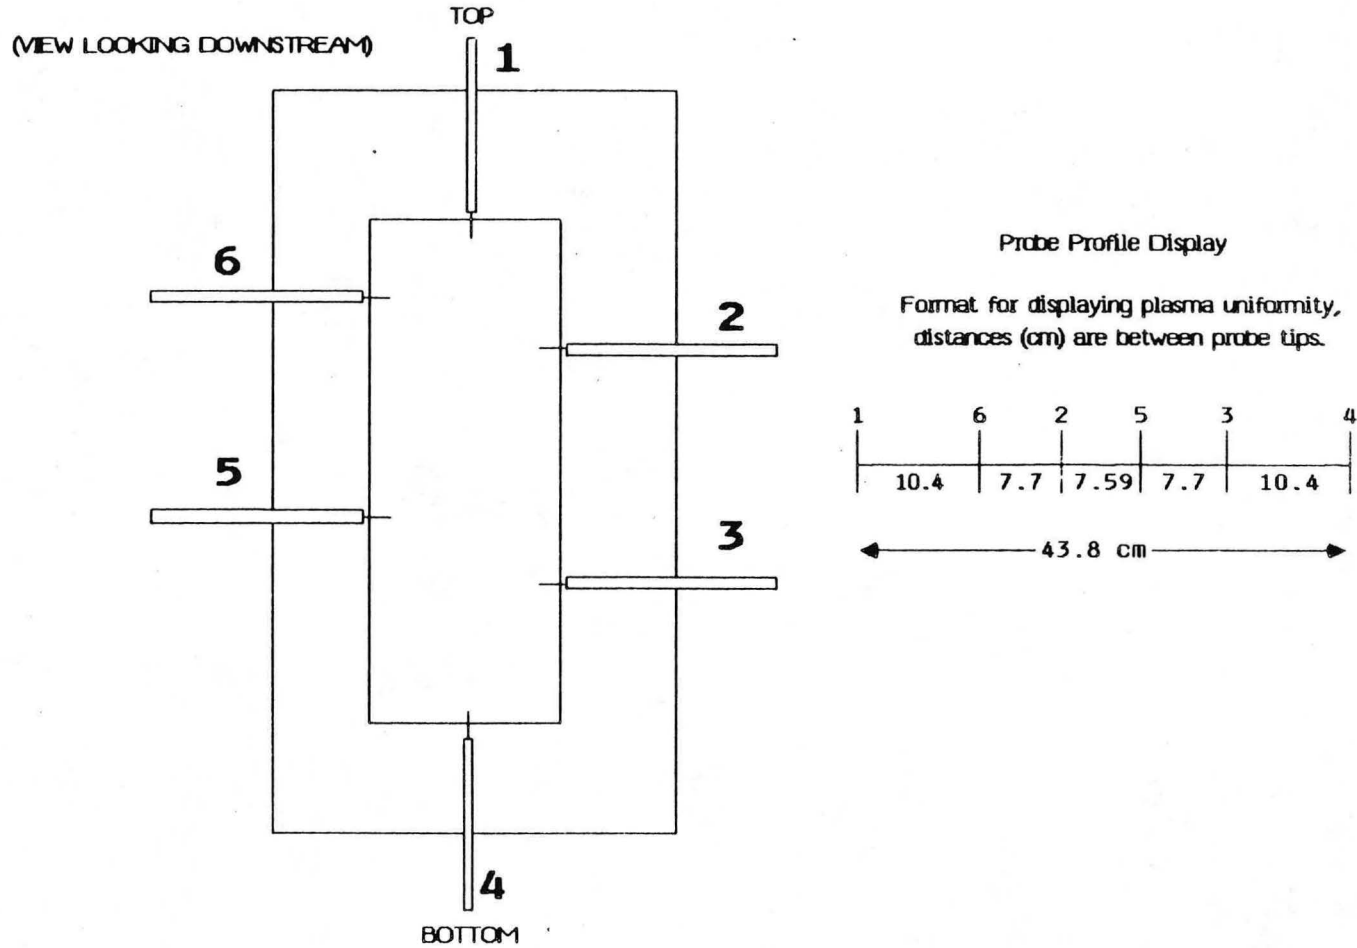 TOP
(VIEW LOOKING DOWNSTREAM)
1
6
2
5
3
4
BOTTOM
Probe Profile Display
Format for displaying plasma uniformity,
distances (cm) are between probe tips.
1 6 2 5 3 4
10.4 7.7 7.59 7.7 10.4
43.8 cm